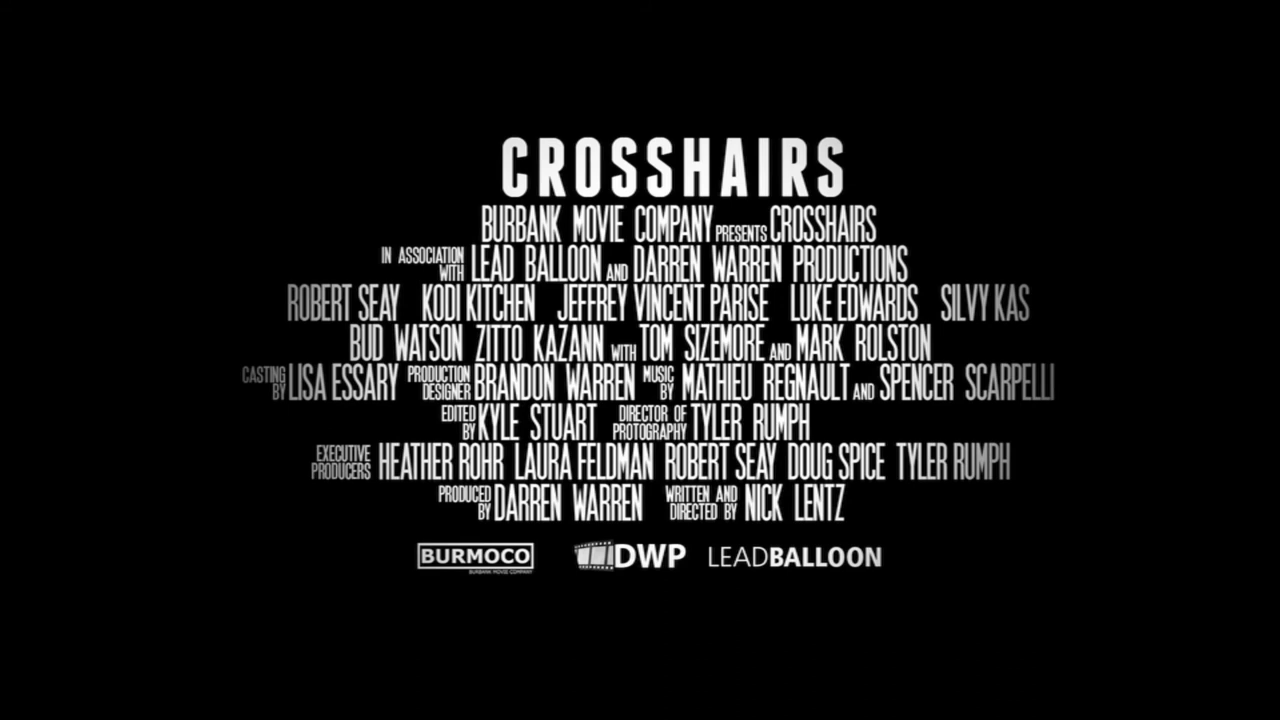 CROSSHAIRS
BURBANK MOVIE COMPANY PRESENTS CROSSHAIRS
IN ASSOCIATION WITH LEAD BALLOON AND DARREN WARREN PRODUCTIONS
ROBERT SEAY KODI KITCHEN JEFFREY VINCENT PARISE LUKE EDWARDS SILVY KAS
BUD WATSON ZITTO KAZANN WITH TOM SIZEMORE AND MARK ROLSTON
CASTING BY LISA ESSARY PRODUCTION DESIGNER BRANDON WARREN MUSIC BY MATHIEU REGNAULT AND SPENCER SCARPELLI
EDITED BY KYLE STUART DIRECTOR OF PROTOGRAPHY TYLER RUMPH
EXECUTIVE PRODUCERS HEATHER ROHR LAURA FELDMAN ROBERT SEAY DOUG SPICE TYLER RUMPH
PRODUCED BY DARREN WARREN WRITTEN AND DIRECTED BY NICK LENTZ
BURMOCO DWP LEADBALLOON
BURBANK MOVIE COMPANY